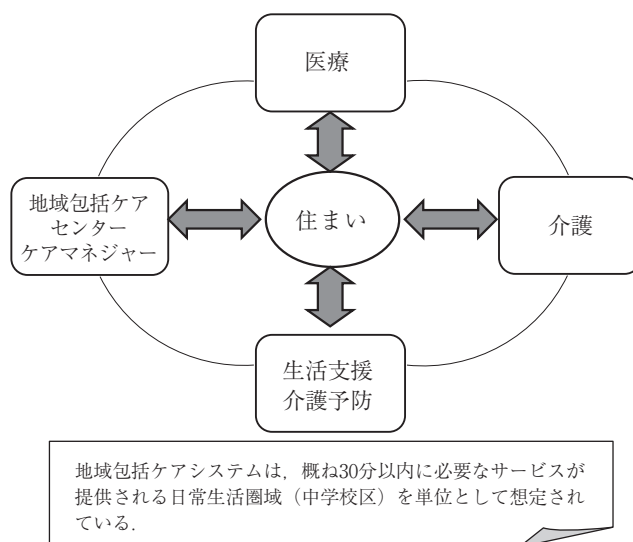 医療
地域包括ケア
センター
ケアマネジャー
住まい
介護
生活支援
介護予防
地域包括ケアシステムは，概ね30分以内に必要なサービスが
提供される日常生活圏域（中学校区）を単位として想定され
ている．